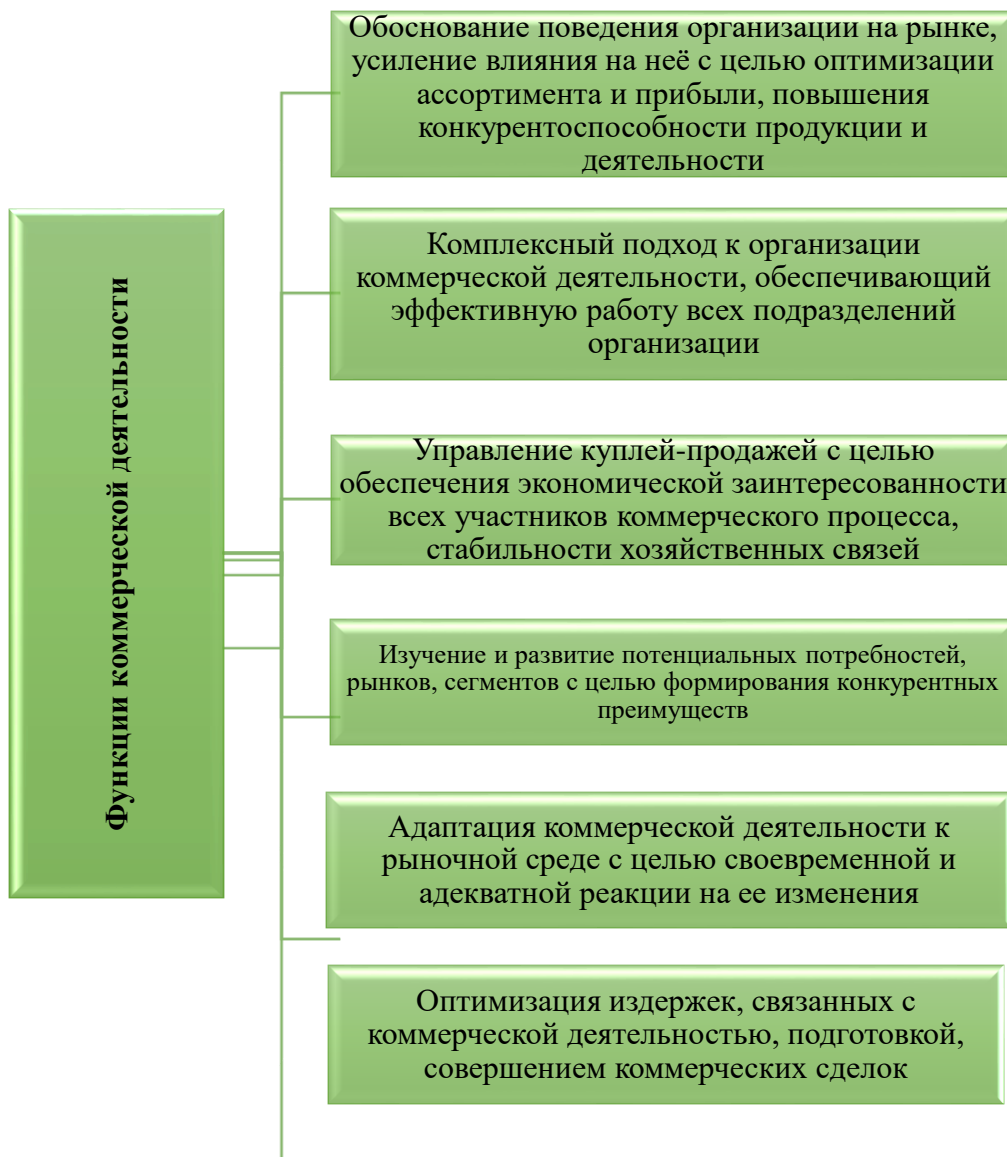 Функции коммерческой деятельности
Обоснование поведения организации на рынке,
усиление влияния на неё с целью оптимизации
ассортимента и прибыли, повышения
конкурентоспособности продукции и
деятельности
Комплексный подход к организации
коммерческой деятельности, обеспечивающий
эффективную работу всех подразделений
организации
Управление куплей-продажей с целью
обеспечения экономической заинтересованности
всех участников коммерческого процесса,
стабильности хозяйственных связей
Изучение и развитие потенциальных потребностей,
рынков, сегментов с целью формирования конкурентных
преимуществ
Адаптация коммерческой деятельности к
рыночной среде с целью своевременной и
адекватной реакции на ее изменения
Оптимизация издержек, связанных с
коммерческой деятельностью, подготовкой,
совершением коммерческих сделок